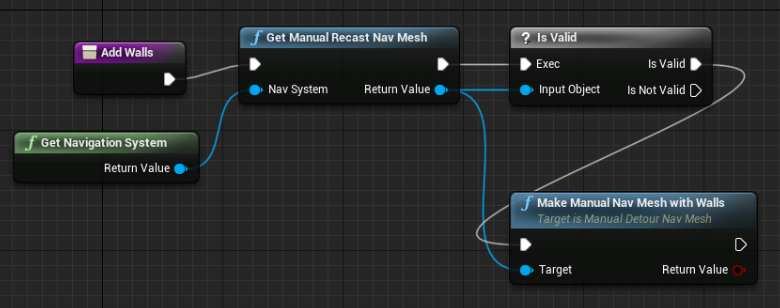 Add Walls
f Get Manual Recast Nav Mesh
Nav System Return Value
? Is Valid
Exec Is Valid
Input Object Is Not Valid
f Get Navigation System
Return Value
f Make Manual Nav Mesh with Walls
Target is Manual Detour Nav Mesh
Target Return Value